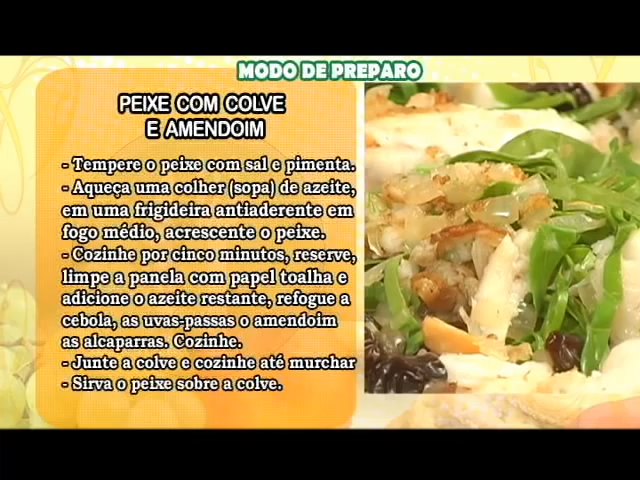 MODO DE PREPARO
PEIXE COM COLVE
E AMENDOIM
- Tempere o peixe com sal e pimenta.
- Aqueça uma colher (sopa) de azeite,
em uma frigideira antiaderente em
fogo médio, acrescente o peixe.
- Cozinhe por cinco minutos, reserve,
limpe a panela com papel toalha e
adicione o azeite restante, refogue a
cebola, as uvas-passas o amendoim
as alcaparras. Cozinhe.
- Junte a colve e cozinhe até murchar
- Sirva o peixe sobre a colve.